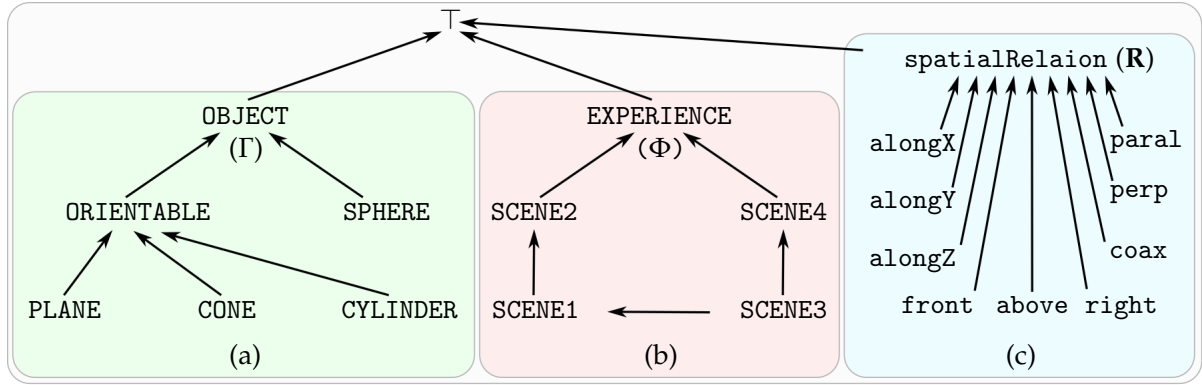 ⊤
spatialRelaion (R)
OBJECT
(Γ)
EXPERIENCE
(Φ)
alongX
paral
alongY
perp
ORIENTABLE
SPHERE
SCENE2
SCENE4
alongZ
coax
PLANE
CONE
CYLINDER
SCENE1
SCENE3
front above right
(a)
(b)
(c)